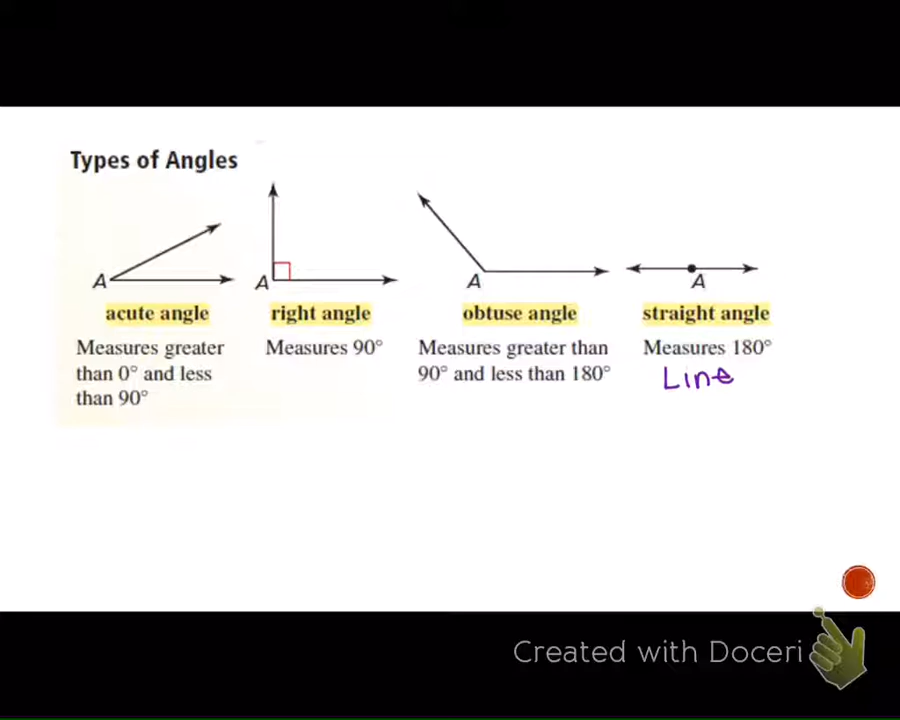 Types of Angles
A
A
A
A
acute angle
right angle
obtuse angle
straight angle
Measures greater
than 0° and less
than 90°
Measures 90°
Measures greater than
90° and less than 180°
Measures 180°
Line
Created with Doceri